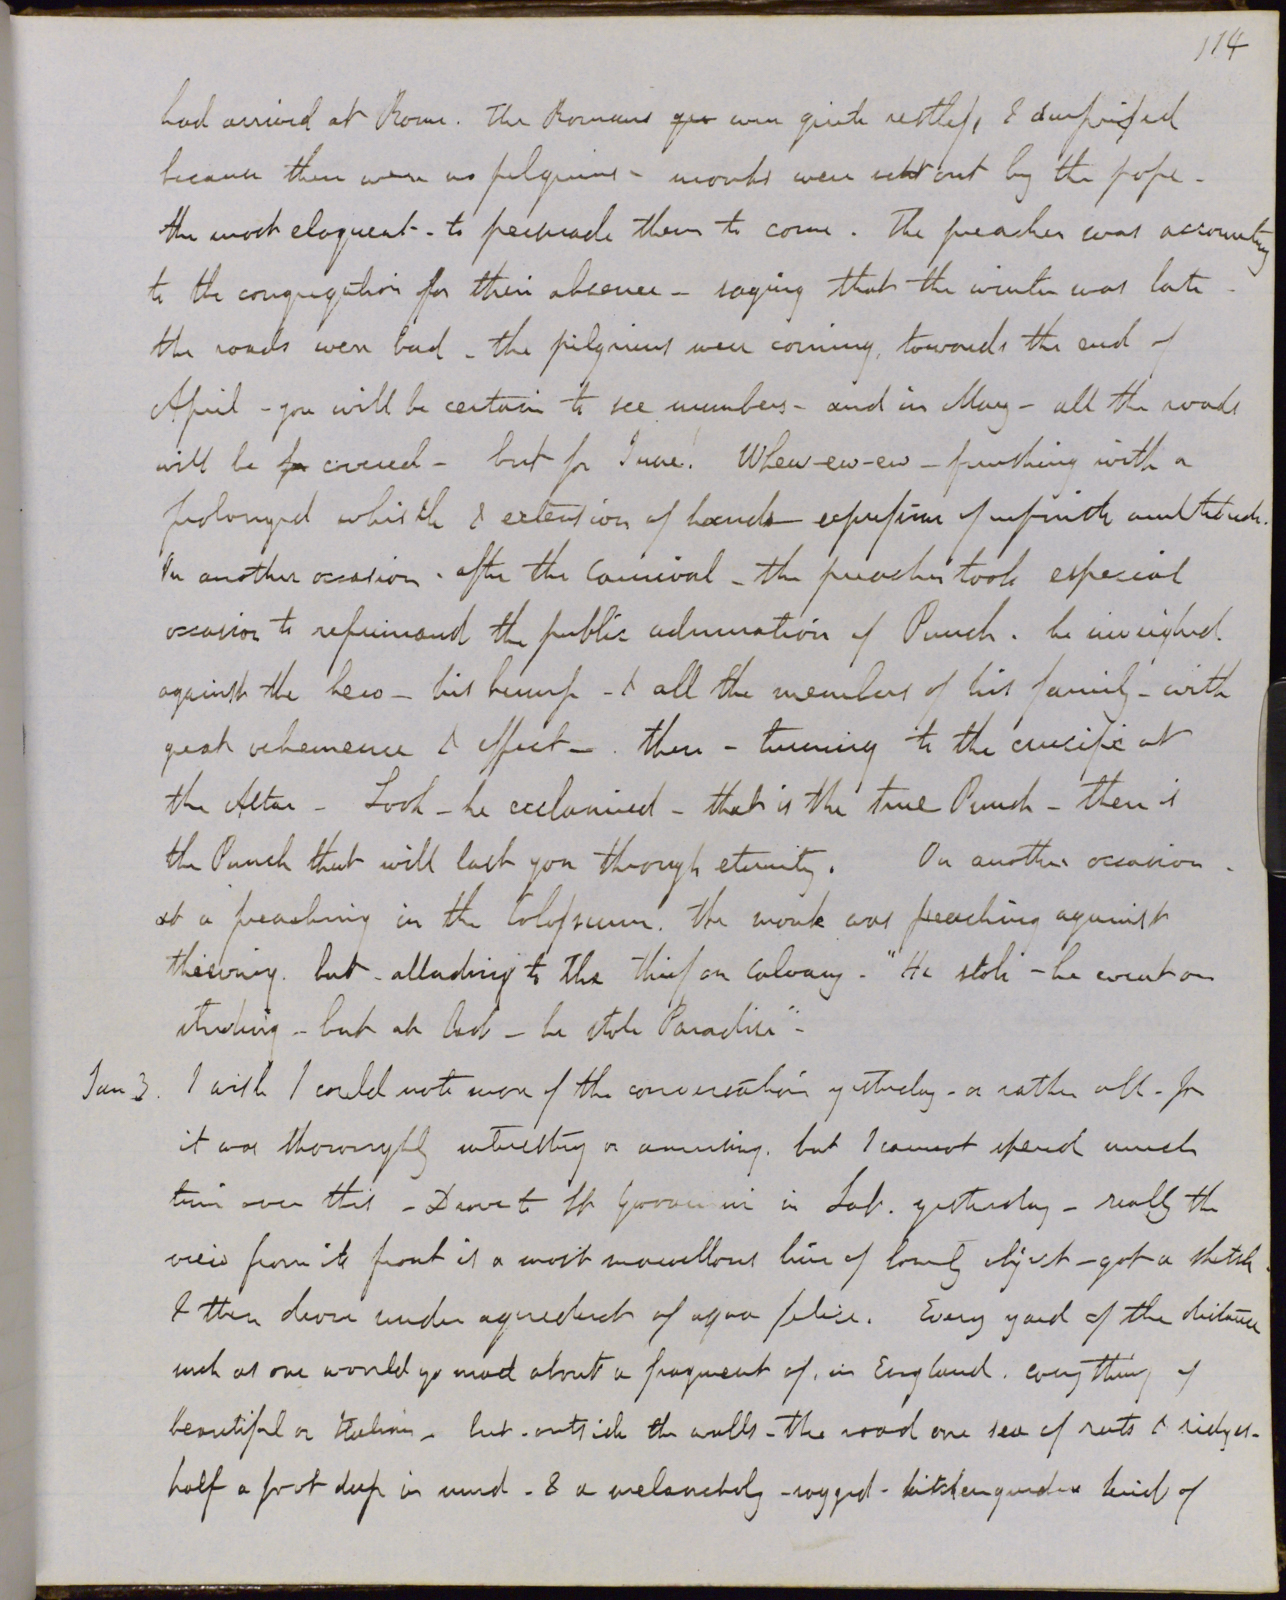 114
had arrived at Rome. The Romans were quite restless & surprised
because there were no pilgrims - monks were sent out by the pope -
the most eloquent - to persuade them to come. The preacher was accounting
to the congregation for their absence - saying that the winter was late -
the roads were bad - the pilgrims were coming, towards the end of
April - you will be certain to see numbers - and in May - all the roads
will be covered - but for June! Whew-ew-ew - finishing with a
prolonged whistle & extension of hands expressive of infinite multitude.
On another occasion - after the Carnival - the preacher took especial
occasion to reprimand the public admiration of Punch. he inveighed
against the hero - his hump - & all the members of his family - with
great vehemence & effect -. then - turning to the crucifix at
the Altar - Look - he exclaimed - that is the true Punch - there is
the Punch that will last you through eternity. On another occasion -
at a preaching in the Colosseum. the monk was preaching against
thieving. but - alluding to the thief on Calvary - "He stole - he went on
stealing - but at last - he stole Paradise" -
Jan 3. I wish I could note more of the conversation yesterday - or rather all - for
it was thoroughly interesting or amusing. but I cannot spend much
time over this - Drove to St Giovanni in Lat. yesterday - really the
view from its front is a most marvellous line of lovely object - got a sketch -
& then drove under aqueduct of aqua felice. Every yard of the distance
such as one would go mad about a fragment of, in England. everything of
beautiful or Italian - but - outside the walls - the road one sea of ruts & ridges -
half a foot deep in mud - & a melancholy - ragged - kitchengarden kind of